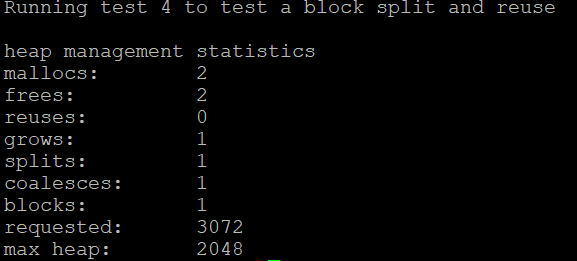 Running test 4 to test a block split and reuse
heap management statistics
mallocs: 2
frees: 2
reuses: 0
grows: 1
splits: 1
coalesces: 1
blocks: 1
requested: 3072
max heap: 2048